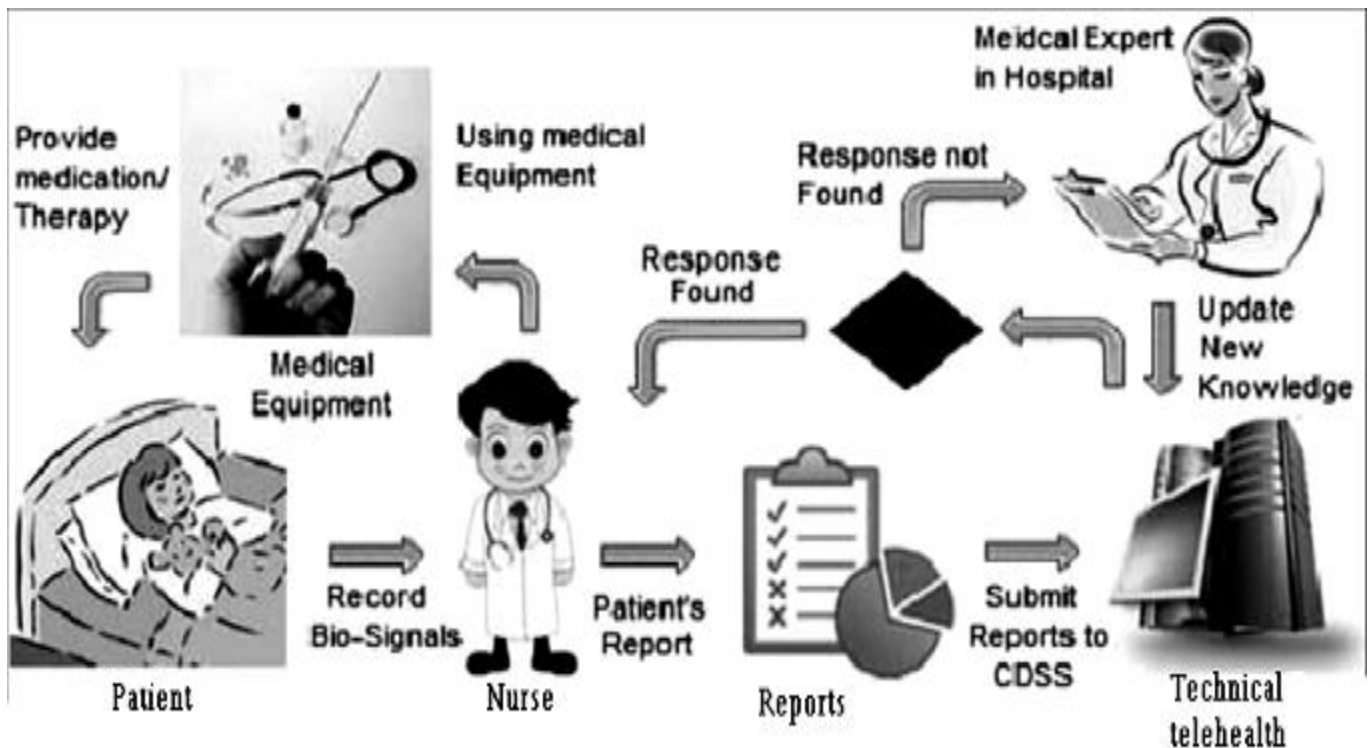 Meidcal Expert
in Hospital
Provide
medication/
Therapy
Using medical
Equipment
Response not
Found
Response
Found
Update
New
Knowledge
Medical
Equipment
Record
Bio-Signals
Patient's
Report
Submit
Reports to
CDSS
Patient
Nurse
Reports
Technical
telehealth